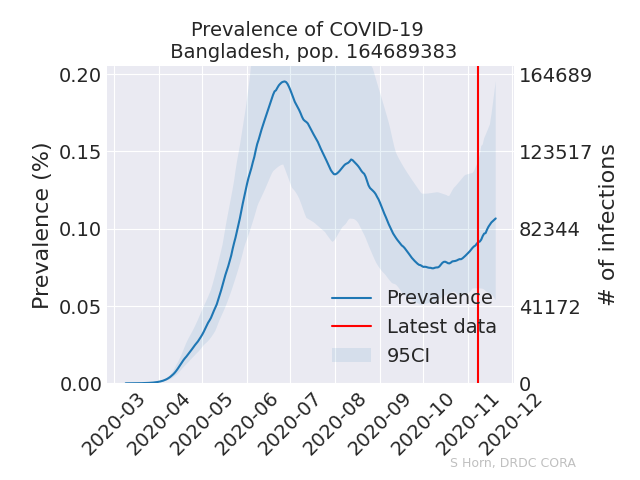 Prevalence of COVID-19
Bangladesh, pop. 164689383
Prevalence (%)
0.20
0.15
0.10
0.05
0.00
164689
123517
82344
41172
0
# of infections
Prevalence
Latest data
95CI
2020-03
2020-04
2020-05
2020-06
2020-07
2020-08
2020-09
2020-10
2020-11
2020-12
S Horn, DRDC CORA